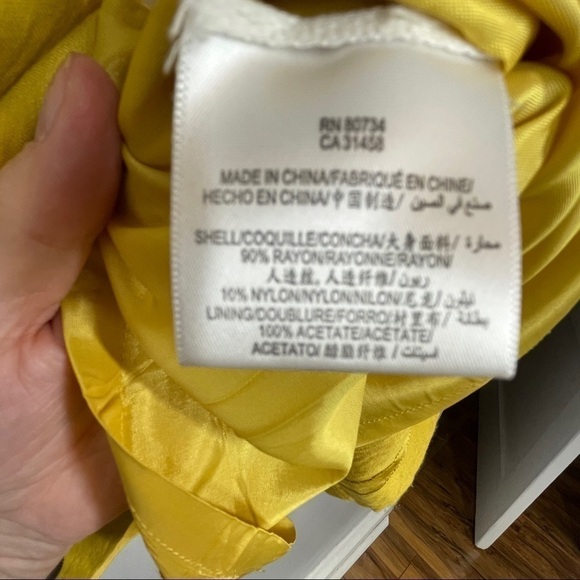 RN 80734
CA 31458
MADE IN CHINA/FABRIQUÉ EN CHINE/
HECHO EN CHINA/中国制造/ صنع في الصين
SHELL/COQUILLE/CONCHA/大身面料/ محارة/
90% RAYON/RAYONNE/RAYON/
人造丝, 人造纤维/ ريون/
10% NYLON/NYLON/NILON/尼龙/ نايلون
LINING/DOUBLURE/FORRO/衬里布/ بطانة/
100% ACETATE/ACÉTATE/
ACETATO/醋酯纤维/ أسيتات